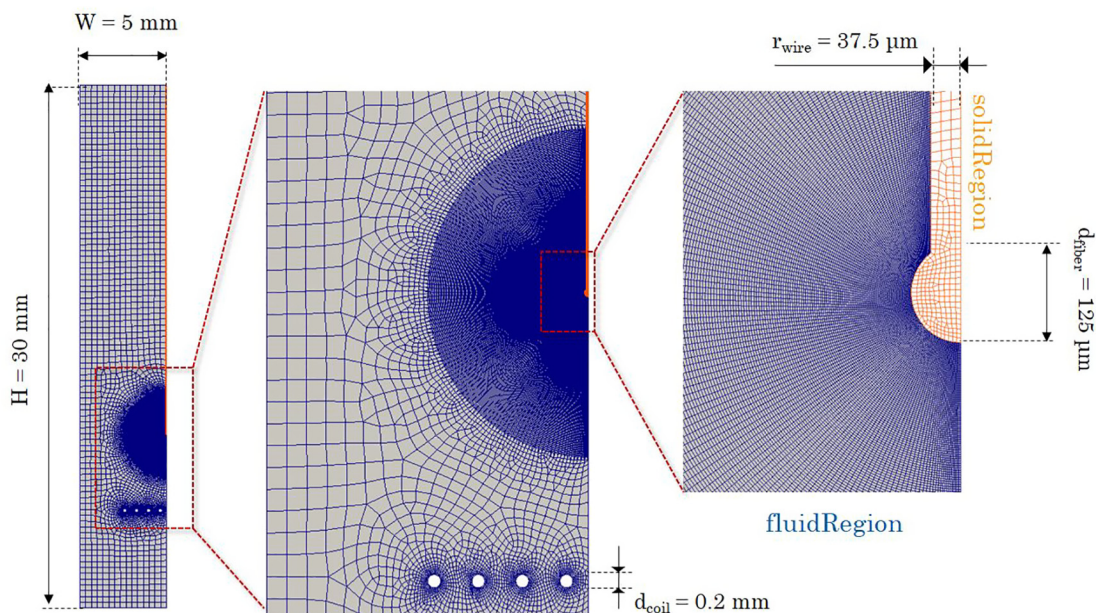 W = 5 mm
r_wire = 37.5 µm
solidRegion
H = 30 mm
d_fiber = 125 µm
fluidRegion
d_coil = 0.2 mm